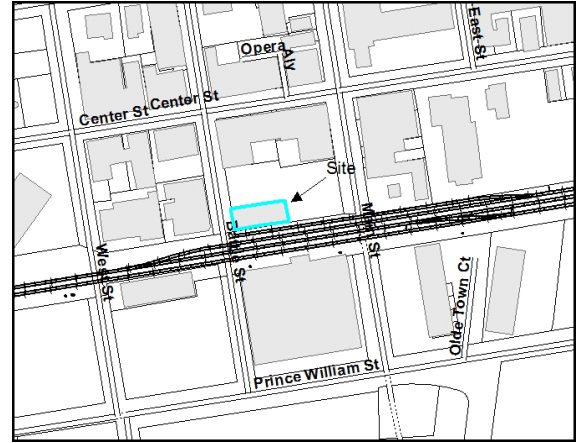 East St
Opera
Aly
Center St
Center St
Site
Battle St
Main St
West St
Olde Town Ct
Prince William St